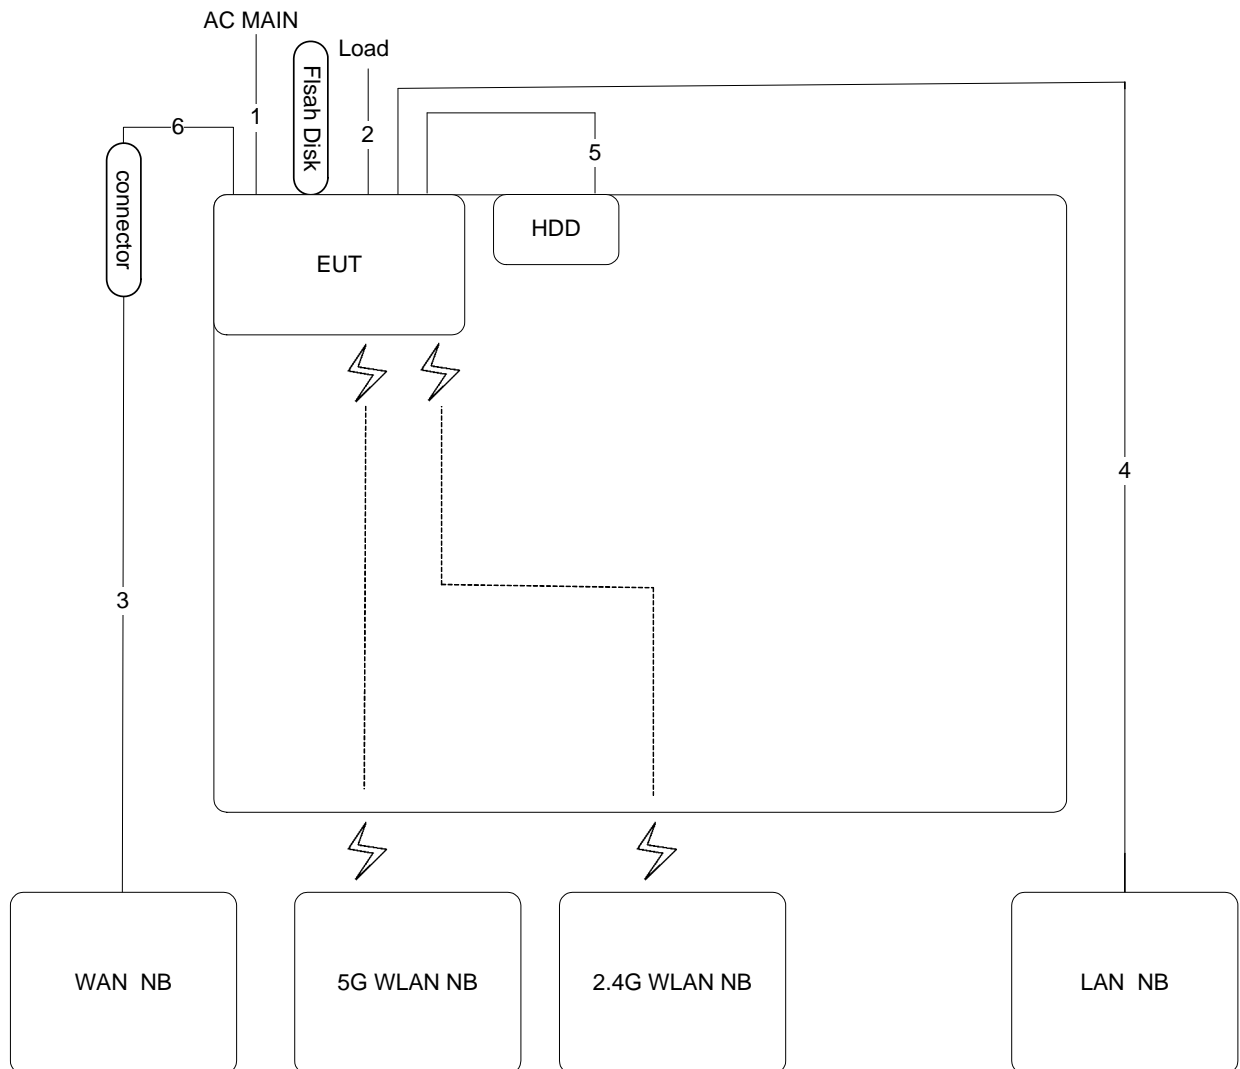 AC MAIN
Load
Flsah Disk
1
2
6
5
connector
HDD
EUT
4
3
WAN NB
5G WLAN NB
2.4G WLAN NB
LAN NB